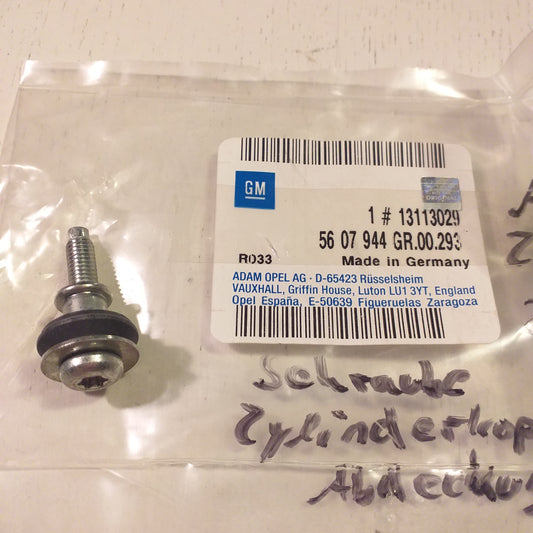 GM
1 # 13113029
56 07 944 GR.00.293
R033 Made in Germany
ADAM OPEL AG · D-65423 Rüsselsheim
VAUXHALL, Griffin House, Luton LU1 3YT, England
Opel España, E-50639 Figueruelas Zaragoza
Schraube
Zylinderkop
Abdeckung